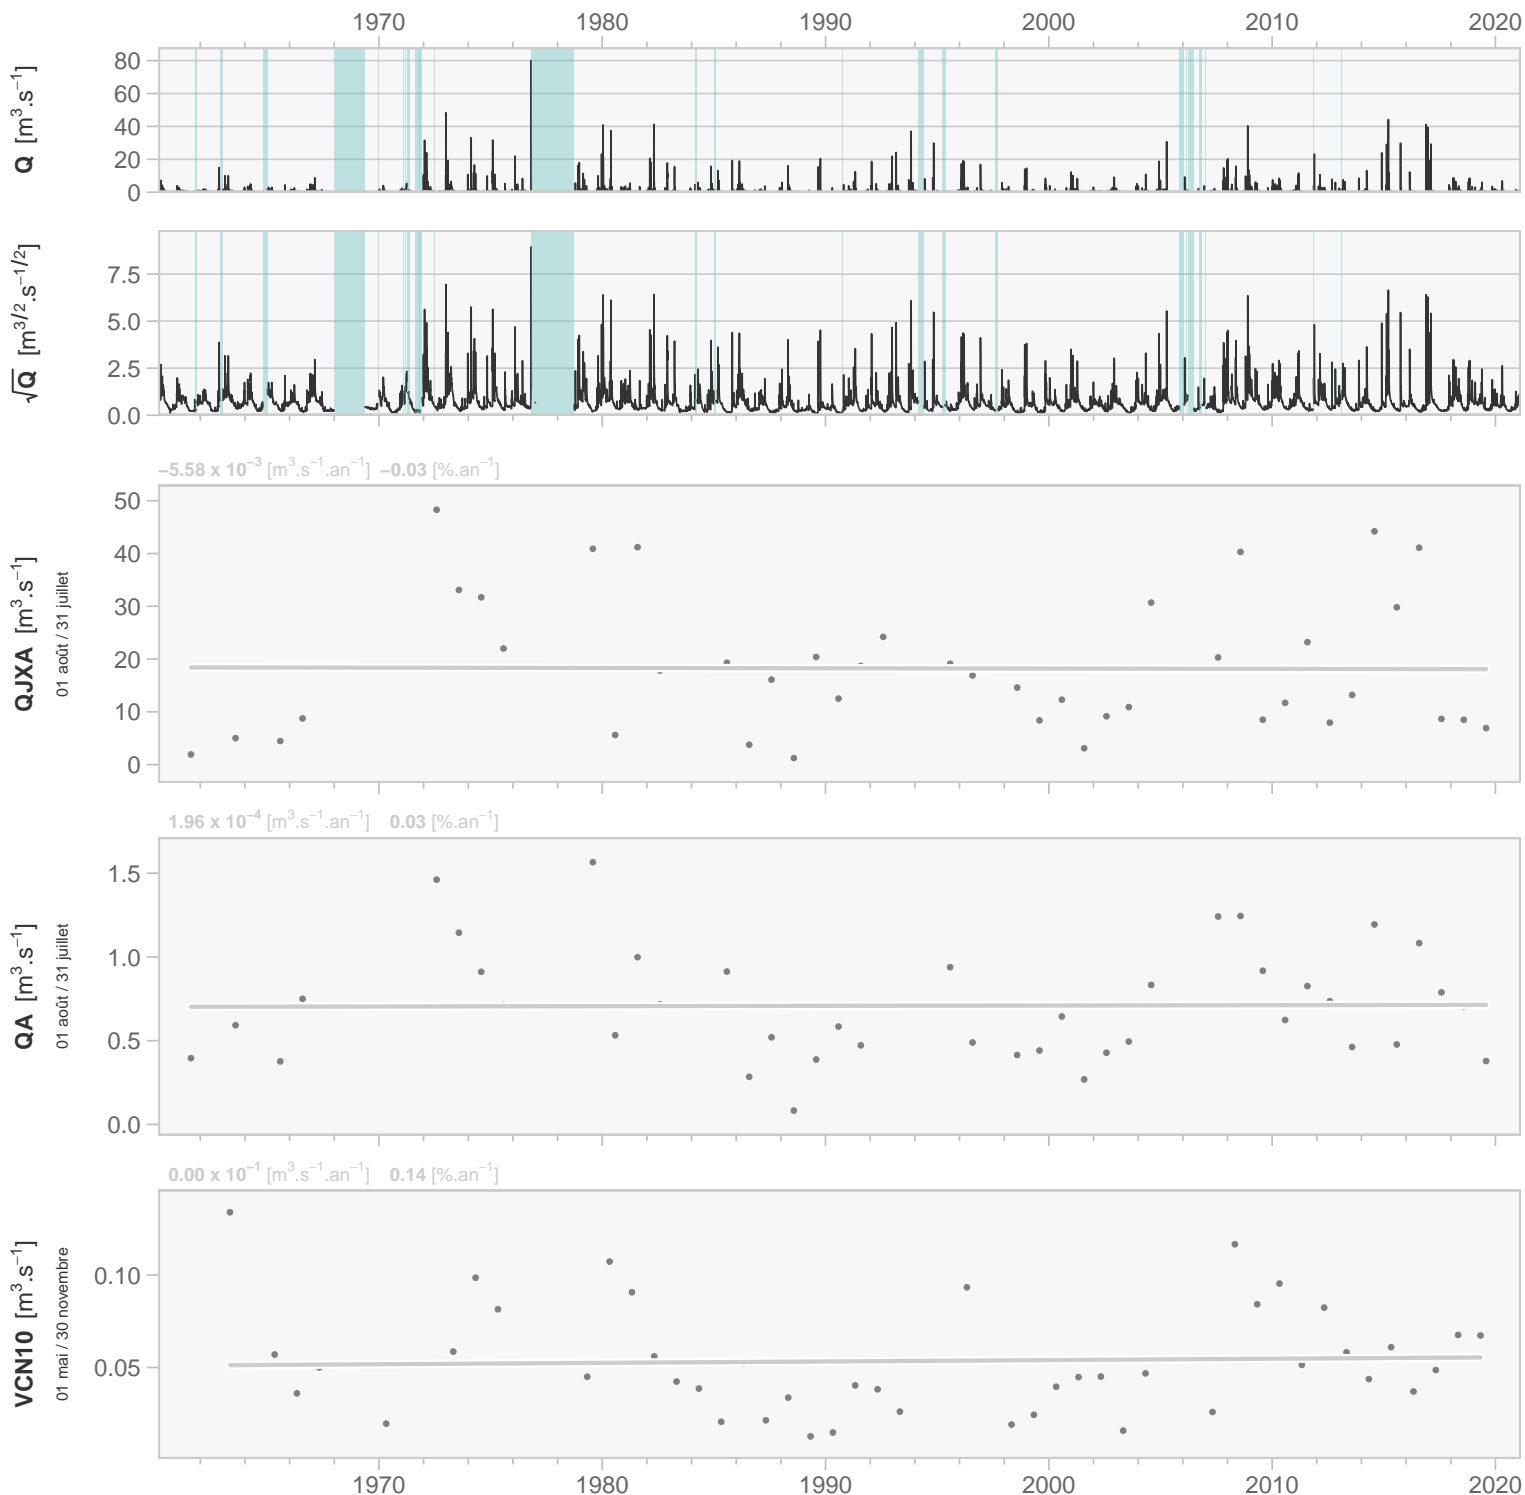 1970 1980 1990 2000 2010 2020
Q [m³.s⁻¹]
80
60
40
20
0
√Q [m^3/2.s^−1/2]
7.5
5.0
2.5
0.0
−5.58 x 10⁻³ [m³.s⁻¹.an⁻¹] −0.03 [%.an⁻¹]
QJXA [m³.s⁻¹]
01 août / 31 juillet
50
40
30
20
10
0
1.96 x 10⁻⁴ [m³.s⁻¹.an⁻¹] 0.03 [%.an⁻¹]
QA [m³.s⁻¹]
01 août / 31 juillet
1.5
1.0
0.5
0.0
0.00 x 10⁻¹ [m³.s⁻¹.an⁻¹] 0.14 [%.an⁻¹]
VCN10 [m³.s⁻¹]
01 mai / 30 novembre
0.10
0.05
1970 1980 1990 2000 2010 2020